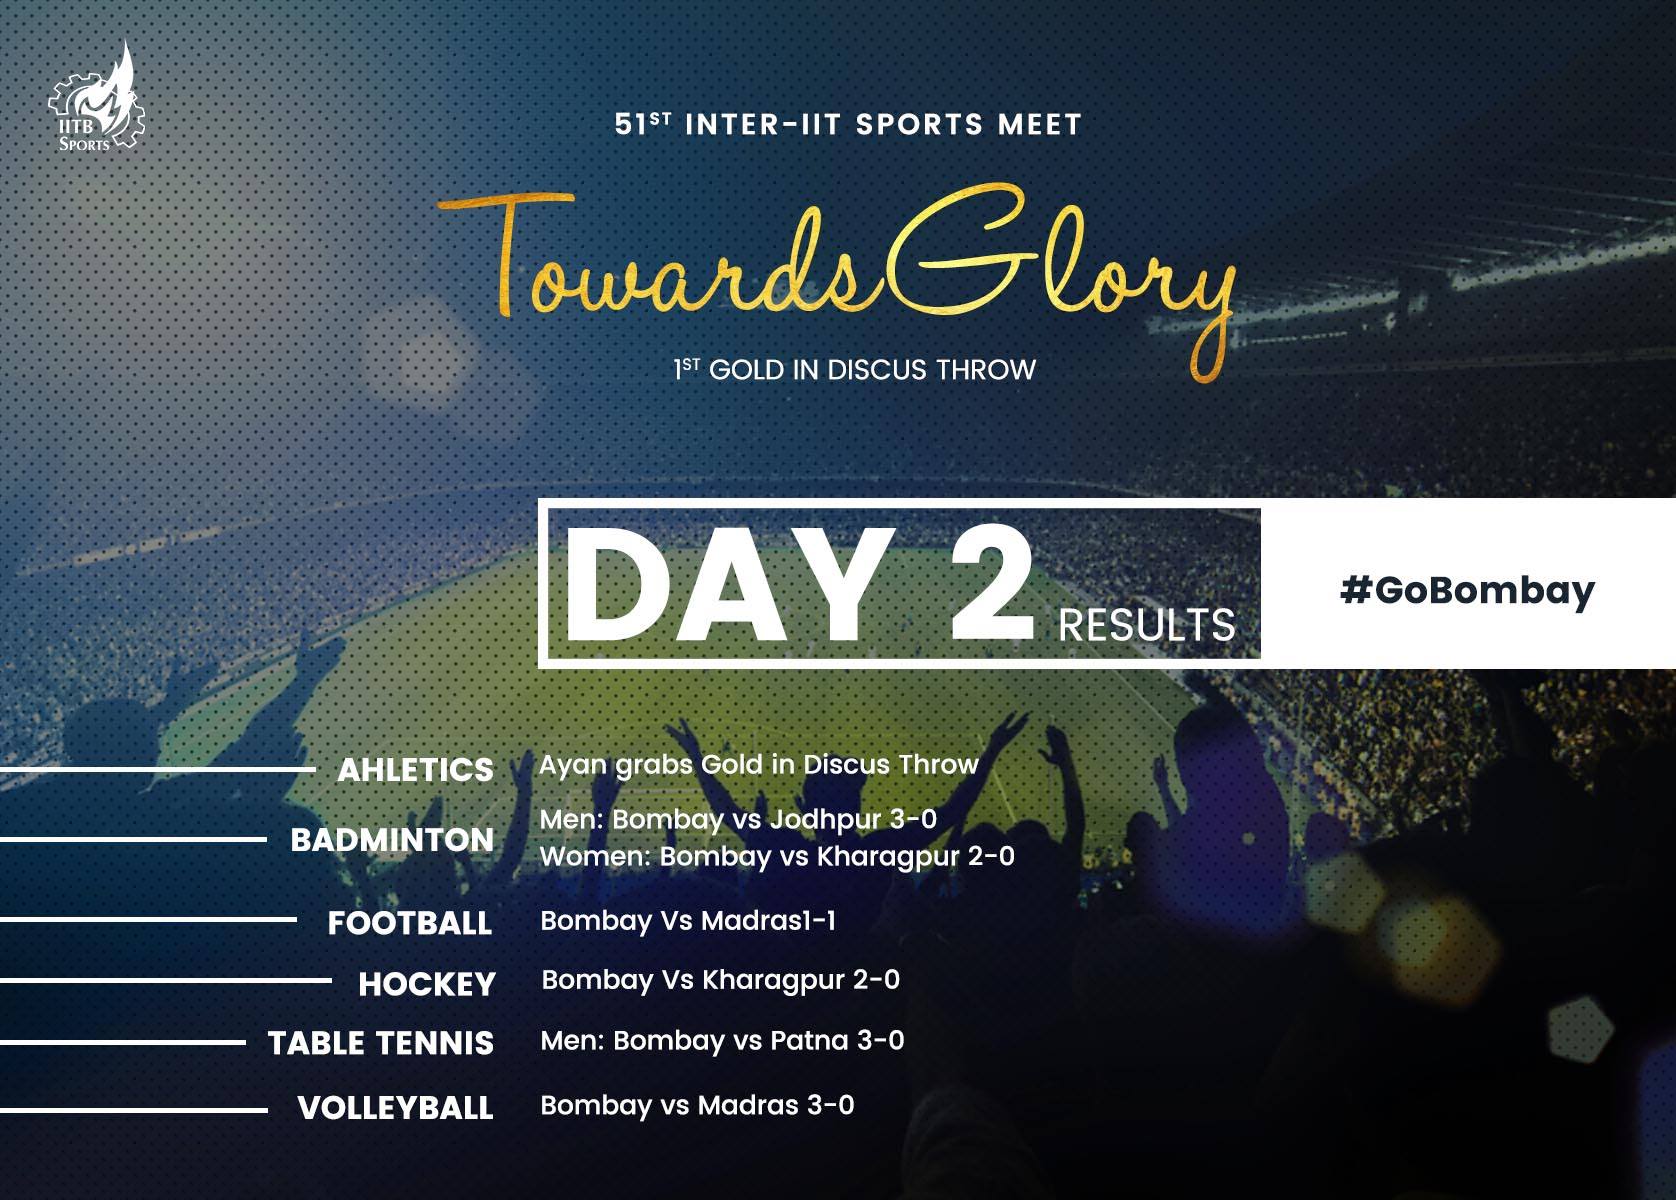 IITB
SPORTS
51ST INTER-IIT SPORTS MEET
TowardsGlory
1ST GOLD IN DISCUS THROW
DAY 2 RESULTS
#GoBombay
AHLETICS Ayan grabs Gold in Discus Throw
BADMINTON Men: Bombay vs Jodhpur 3-0
Women: Bombay vs Kharagpur 2-0
FOOTBALL Bombay Vs Madras1-1
HOCKEY Bombay Vs Kharagpur 2-0
TABLE TENNIS Men: Bombay vs Patna 3-0
VOLLEYBALL Bombay vs Madras 3-0